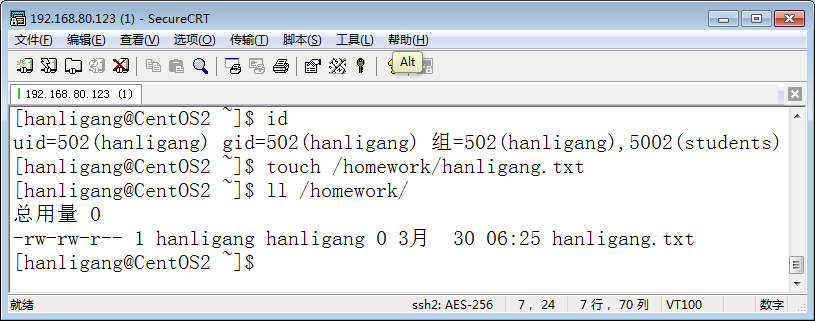 192.168.80.123 (1) - SecureCRT
文件(F) 编辑(E) 查看(V) 选项(O) 传输(T) 脚本(S) 工具(L) 帮助(H)
Alt
192.168.80.123 (1)
[hanligang@CentOS2 ~]$ id
uid=502(hanligang) gid=502(hanligang) 组=502(hanligang),5002(students)
[hanligang@CentOS2 ~]$ touch /homework/hanligang.txt
[hanligang@CentOS2 ~]$ ll /homework/
总用量 0
-rw-rw-r-- 1 hanligang hanligang 0 3月  30 06:25 hanligang.txt
[hanligang@CentOS2 ~]$
就绪 ssh2: AES-256 7, 24 7 行, 70 列 VT100 数字